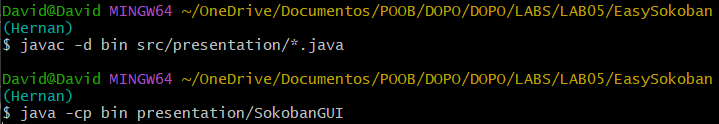 David@David MINGW64 ~/OneDrive/Documentos/POOB/DOPO/DOPO/LABS/LAB05/EasySokoban
(Hernan)
$ javac -d bin src/presentation/*.java
David@David MINGW64 ~/OneDrive/Documentos/POOB/DOPO/DOPO/LABS/LAB05/EasySokoban
(Hernan)
$ java -cp bin presentation/SokobanGUI